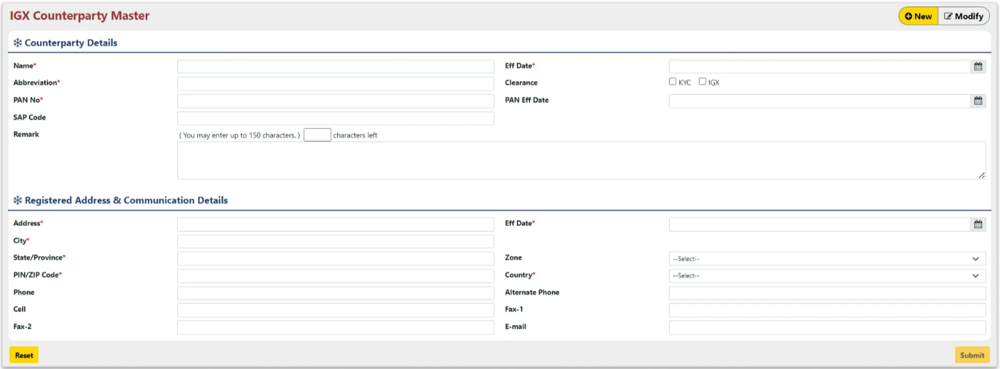 IGX Counterparty Master
New Modify
Counterparty Details
Name* Eff Date*
Abbreviation* Clearance KYC IGX
PAN No* PAN Eff Date
SAP Code
Remark ( You may enter up to 150 characters. ) characters left
Registered Address & Communication Details
Address* Eff Date*
City*
State/Province* Zone --Select--
PIN/ZIP Code* Country* --Select--
Phone Alternate Phone
Cell Fax-1
Fax-2 E-mail
Reset Submit